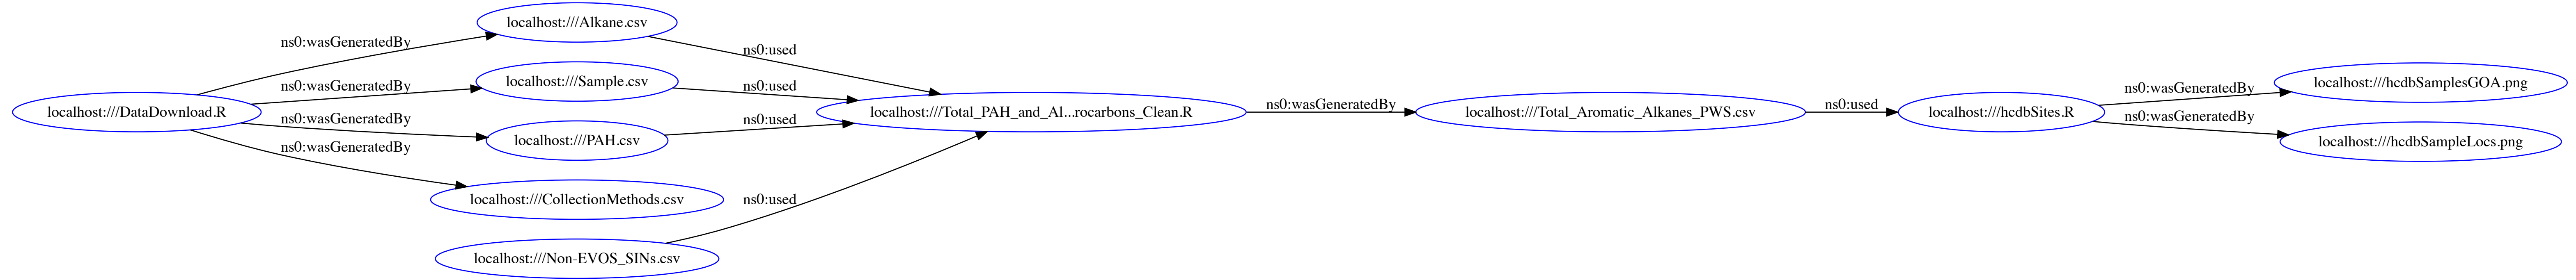 localhost:///DataDownload.R
ns0:wasGeneratedBy
ns0:wasGeneratedBy
ns0:wasGeneratedBy
ns0:wasGeneratedBy
localhost:///Alkane.csv
localhost:///Sample.csv
localhost:///PAH.csv
localhost:///CollectionMethods.csv
localhost:///Non-EVOS_SINs.csv
ns0:used
ns0:used
ns0:used
ns0:used
localhost:///Total_PAH_and_Al...rocarbons_Clean.R
ns0:wasGeneratedBy
localhost:///Total_Aromatic_Alkanes_PWS.csv
ns0:used
localhost:///hcdbSites.R
ns0:wasGeneratedBy
ns0:wasGeneratedBy
localhost:///hcdbSamplesGOA.png
localhost:///hcdbSampleLocs.png